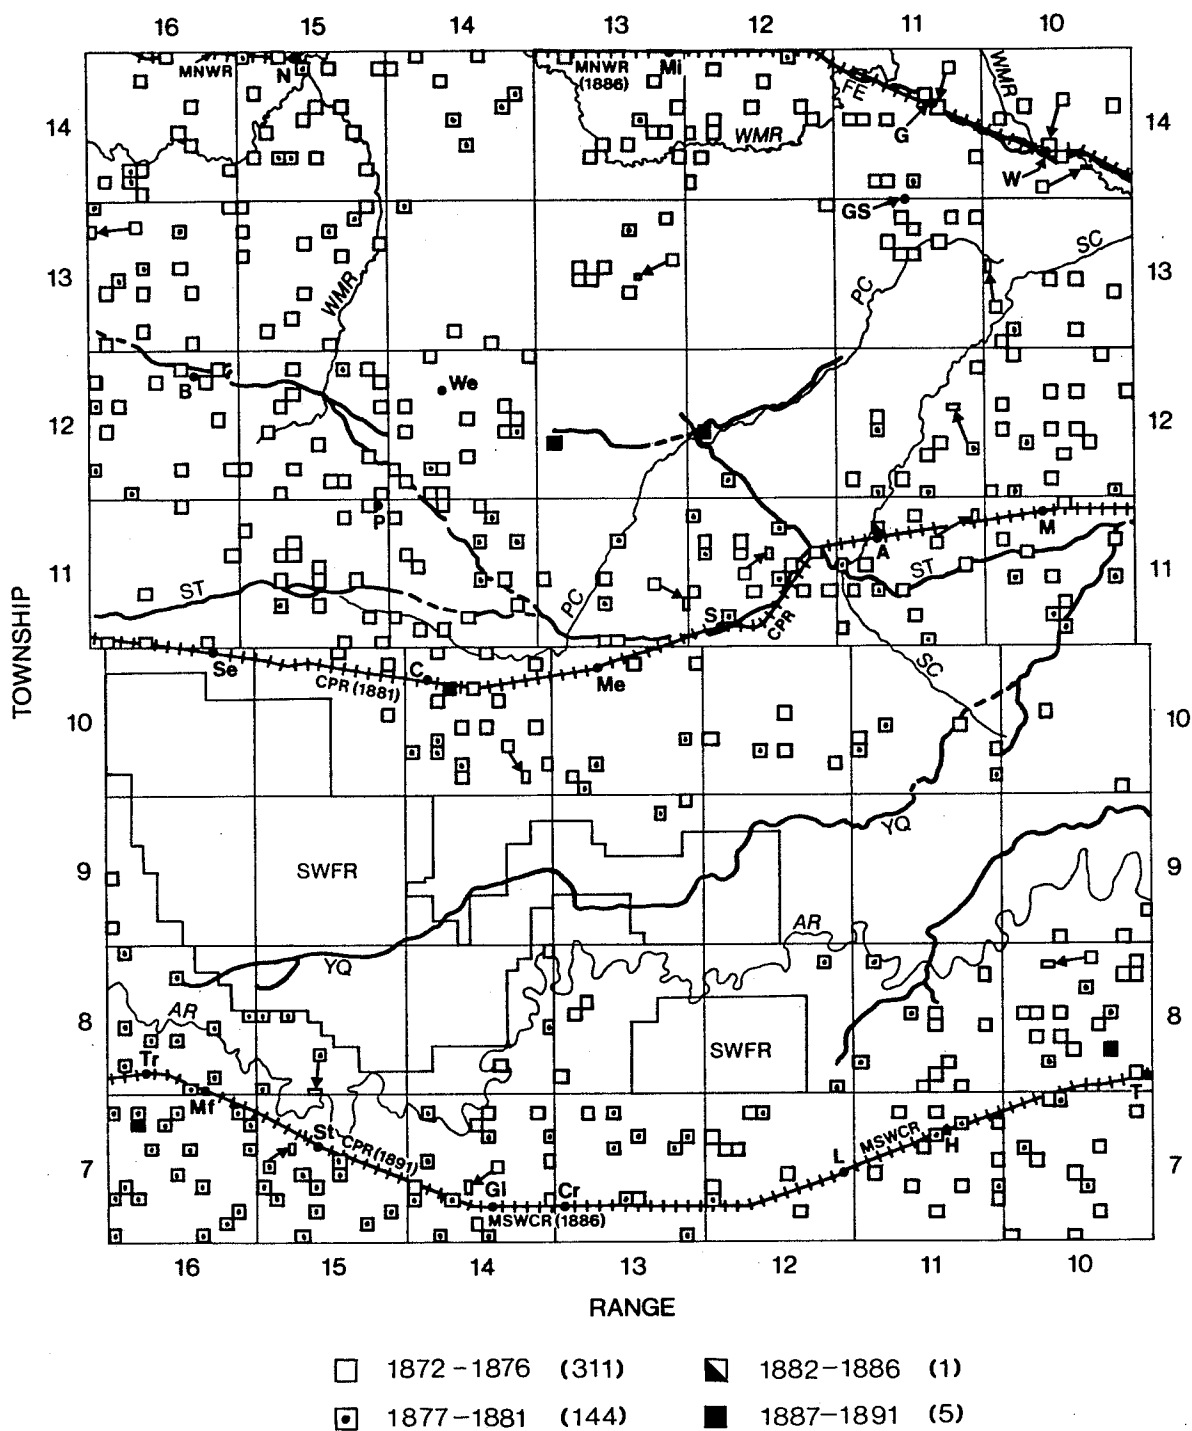 16 15 14 13 12 11 10
MNWR
N
MNWR
(1886)
Mi
FE
WMR
14
WMR
G
W
14
GS
SC
13
WMR
PC
13
B
We
12
12
P
A
M
11
ST
PC
S
CPR
ST
11
TOWNSHIP
Se
C
CPR (1881)
Me
SC
10
10
YQ
9
SWFR
9
AR
YQ
8
AR
SWFR
8
Tr
T
Mf
St
CPR (1891)
MSWCR
H
7
L
7
Gl
Cr
MSWCR (1886)
16 15 14 13 12 11 10
RANGE
1872-1876 (311)
1882-1886 (1)
1877-1881 (144)
1887-1891 (5)